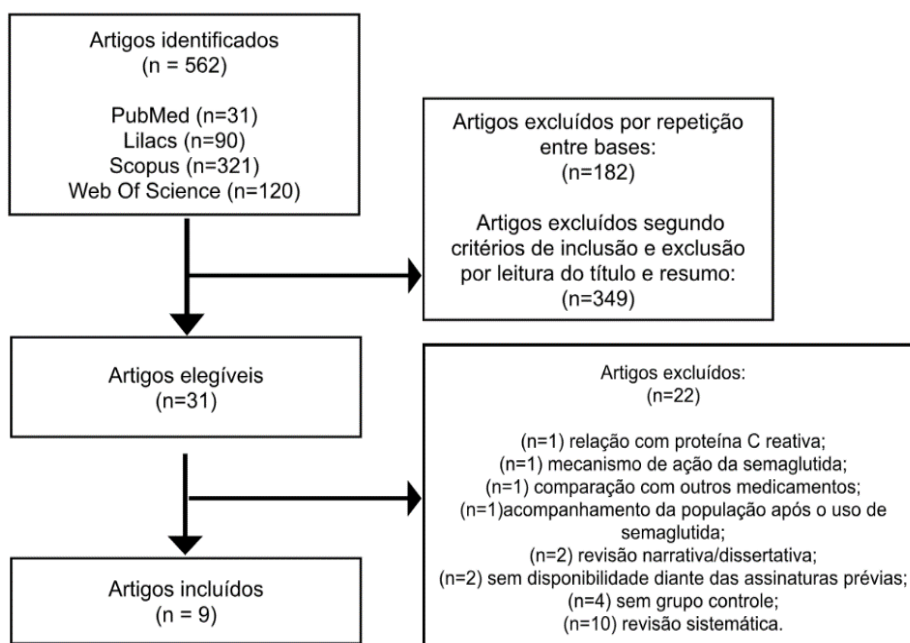 Artigos identificados
(n = 562)
PubMed (n=31)
Lilacs (n=90)
Scopus (n=321)
Web Of Science (n=120)
Artigos excluídos por repetição
entre bases:
(n=182)
Artigos excluídos segundo
critérios de inclusão e exclusão
por leitura do título e resumo:
(n=349)
Artigos elegíveis
(n=31)
Artigos excluídos:
(n=22)
(n=1) relação com proteína C reativa;
(n=1) mecanismo de ação da semaglutida;
(n=1) comparação com outros medicamentos;
(n=1)acompanhamento da população após o uso de
semaglutida;
(n=2) revisão narrativa/dissertativa;
(n=2) sem disponibilidade diante das assinaturas prévias;
(n=4) sem grupo controle;
(n=10) revisão sistemática.
Artigos incluídos
(n = 9)